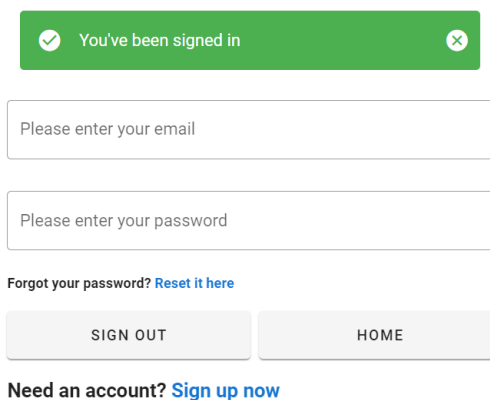 You've been signed in
Please enter your email
Please enter your password
Forgot your password? Reset it here
SIGN OUT HOME
Need an account? Sign up now